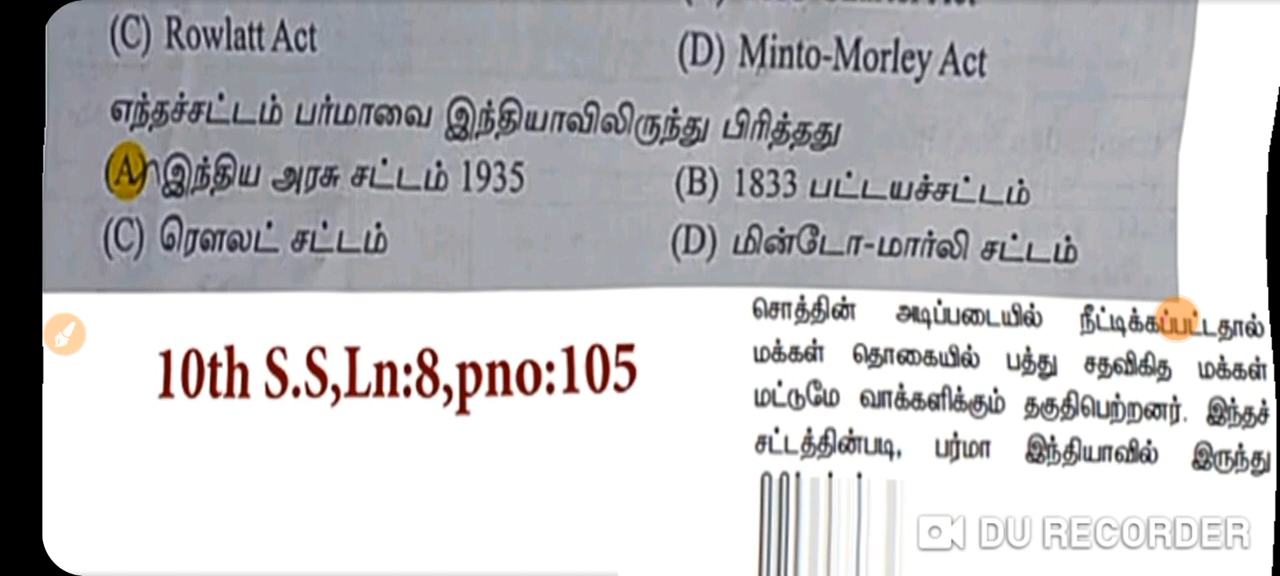 (C) Rowlatt Act
(D) Minto-Morley Act
எந்தச்சட்டம் பர்மாவை இந்தியாவிலிருந்து பிரித்தது
(A) இந்திய அரசு சட்டம் 1935
(B) 1833 பட்டயச்சட்டம்
(C) ரௌலட் சட்டம்
(D) மின்டோ-மார்லி சட்டம்
10th S.S,Ln:8,pno:105
சொத்தின் அடிப்படையில் நீட்டிக்கப்பட்டதால்
மக்கள் தொகையில் பத்து சதவிகித மக்கள்
மட்டுமே வாக்களிக்கும் தகுதிபெற்றனர். இந்தச்
சட்டத்தின்படி, பர்மா இந்தியாவில் இருந்து
DU RECORDER